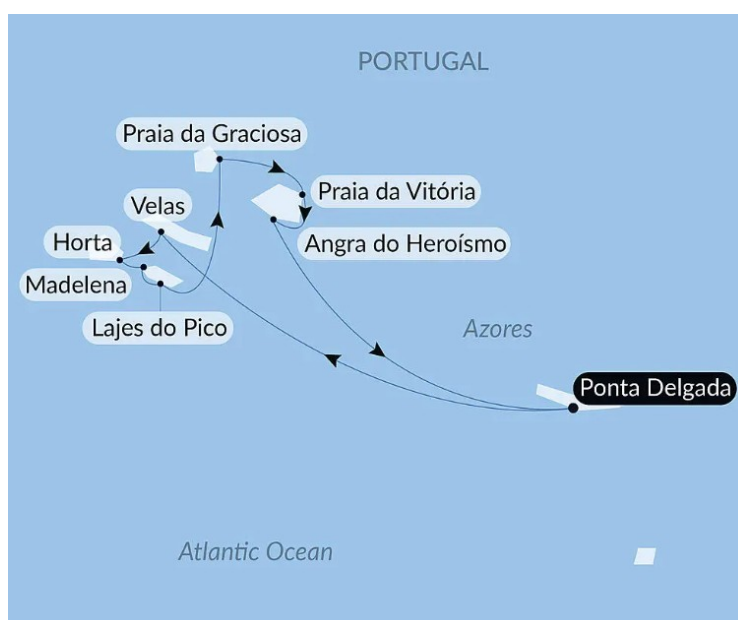 PORTUGAL
Praia da Graciosa
Praia da Vitória
Velas
Horta
Angra do Heroísmo
Madelena
Lajes do Pico
Azores
Ponta Delgada
Atlantic Ocean